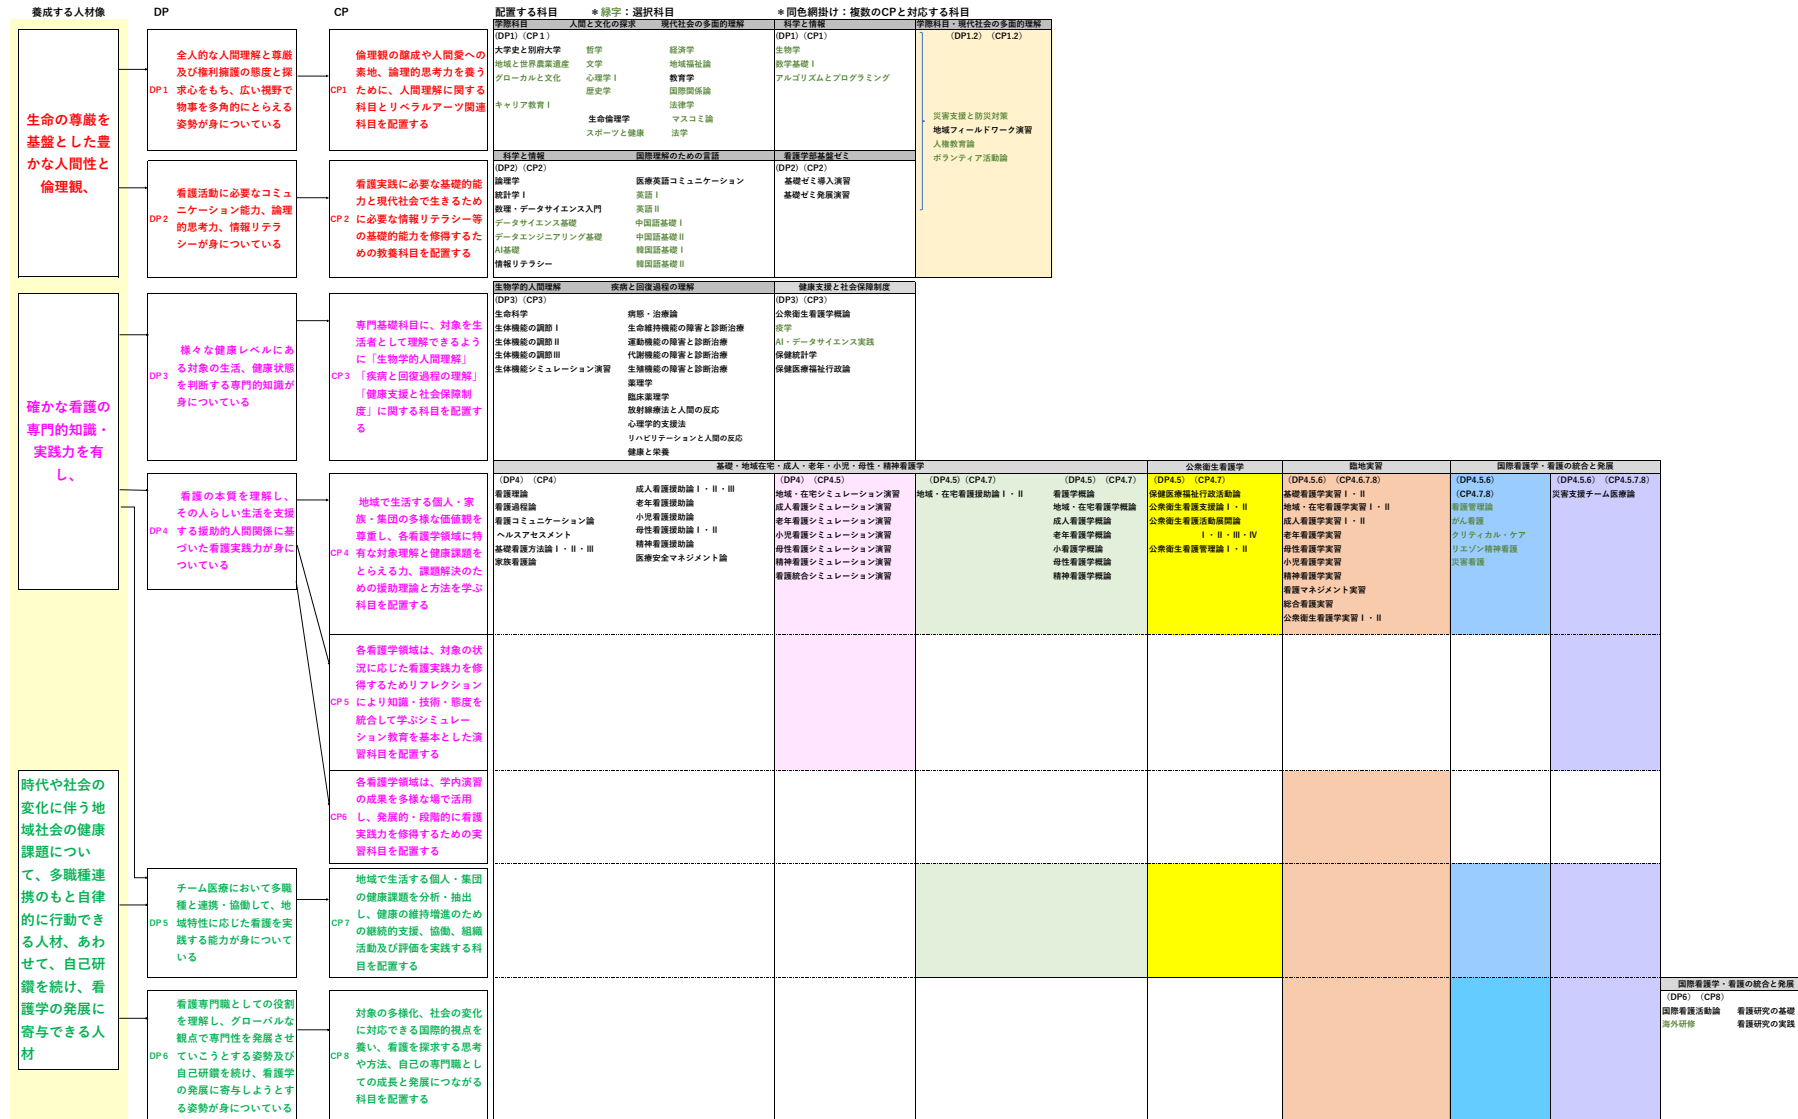 養成する人材像
DP
CP
配置する科目
＊緑字：選択科目
＊同色網掛け：複数のCPと対応する科目
生命の尊厳を
基盤とした豊
かな人間性と
倫理観、
DP1
全人的な人間理解と尊厳
及び権利擁護の態度と探
求心をもち、広い視野で
物事を多角的にとらえる
姿勢が身についている
CP1
倫理観の醸成や人間愛への
素地、論理的思考力を養う
ために、人間理解に関する
科目とリベラルアーツ関連
科目を配置する
学際科目
人間と文化の探求
現代社会の多面的理解
(DP1)（CP１）
大学史と別府大学
地域と世界農業遺産
グローカルと文化
キャリア教育Ⅰ
哲学
文学
心理学Ⅰ
歴史学
生命倫理学
スポーツと健康
経済学
地域福祉論
教育学
国際関係論
法律学
マスコミ論
法学
科学と情報
(DP1)（CP1）
生物学
数学基礎Ⅰ
アルゴリズムとプログラミング
学際科目・現代社会の多面的理解
（DP1.2）（CP1.2）
災害支援と防災対策
地域フィールドワーク演習
人権教育論
ボランティア活動論
DP2
看護活動に必要なコミュ
ニケーション能力、論理
的思考力、情報リテラ
シーが身についている
CP2
看護実践に必要な基礎的能
力と現代社会で生きるため
に必要な情報リテラシー等
の基礎的能力を修得するた
めの教養科目を配置する
科学と情報
国際理解のための言語
(DP2)（CP2）
論理学
統計学Ⅰ
数理・データサイエンス入門
データサイエンス基礎
データエンジニアリング基礎
AI基礎
情報リテラシー
医療英語コミュニケーション
英語Ⅰ
英語Ⅱ
中国語基礎Ⅰ
中国語基礎Ⅱ
韓国語基礎Ⅰ
韓国語基礎Ⅱ
看護学部基盤ゼミ
(DP2)（CP2）
基礎ゼミ導入演習
基礎ゼミ発展演習
確かな看護の
専門的知識・
実践力を有
し、
DP3
様々な健康レベルにあ
る対象の生活、健康状態
を判断する専門的知識が
身についている
CP3
専門基礎科目に、対象を生
活者として理解できるよう
に「生物学的人間理解」
「疾病と回復過程の理解」
「健康支援と社会保障制
度」に関する科目を配置す
る
生物学的人間理解
疾病と回復過程の理解
(DP3)（CP3）
生命科学
生体機能の調節Ⅰ
生体機能の調節Ⅱ
生体機能の調節Ⅲ
生体機能シミュレーション演習
病態・治療論
生命維持機能の障害と診断治療
運動機能の障害と診断治療
代謝機能の障害と診断治療
生殖機能の障害と診断治療
薬理学
臨床薬理学
放射線療法と人間の反応
心理学的支援法
リハビリテーションと人間の反応
健康と栄養
健康支援と社会保障制度
(DP3)（CP3）
公衆衛生看護学概論
疫学
AI・データサイエンス実践
保健統計学
保健医療福祉行政論
DP4
看護の本質を理解し、
その人らしい生活を支援
する援助的人間関係に基
づいた看護実践力が身に
ついている
CP4
地域で生活する個人・家
族・集団の多様な価値観を
尊重し、各看護学領域に特
有な対象理解と健康課題を
とらえる力、課題解決のた
めの援助理論と方法を学ぶ
科目を配置する
基礎・地域在宅・成人・老年・小児・母性・精神看護学
（DP4）（CP4）
看護理論
看護過程論
看護コミュニケーション論
ヘルスアセスメント
基礎看護方法論Ⅰ・Ⅱ・Ⅲ
家族看護論
成人看護援助論Ⅰ・Ⅱ・Ⅲ
老年看護援助論
小児看護援助論
母性看護援助論Ⅰ・Ⅱ
精神看護援助論
医療安全マネジメント論
（DP4）（CP4.5）
地域・在宅シミュレーション演習
成人看護シミュレーション演習
老年看護シミュレーション演習
小児看護シミュレーション演習
母性看護シミュレーション演習
精神看護シミュレーション演習
看護統合シミュレーション演習
（DP4.5）（CP4.7）
地域・在宅看護援助論Ⅰ・Ⅱ
（DP4.5）（CP4.7）
看護学概論
地域・在宅看護学概論
成人看護学概論
老年看護学概論
小看護学概論
母性看護学概論
精神看護学概論
公衆衛生看護学
（DP4.5）（CP4.7）
保健医療福祉行政活動論
公衆衛生看護支援論Ⅰ・Ⅱ
公衆衛生看護活動展開論
Ⅰ・Ⅱ・Ⅲ・Ⅳ
公衆衛生看護管理論Ⅰ・Ⅱ
臨地実習
（DP4.5.6）（CP4.6.7.8）
基礎看護学実習Ⅰ・Ⅱ
地域・在宅看護学実習Ⅰ・Ⅱ
成人看護学実習Ⅰ・Ⅱ
老年看護学実習
母性看護学実習
小児看護学実習
精神看護学実習
看護マネジメント実習
総合看護実習
公衆衛生看護学実習Ⅰ・Ⅱ
国際看護学・看護の統合と発展
（DP4.5.6）
（CP4.7.8）
看護管理論
がん看護
クリティカル・ケア
リエゾン精神看護
災害看護
（DP4.5.6）（CP4.5.7.8）
災害支援チーム医療論
CP5
各看護学領域は、対象の状
況に応じた看護実践力を修
得するためリフレクション
により知識・技術・態度を
統合して学ぶシミュレー
ション教育を基本とした演
習科目を配置する
CP6
各看護学領域は、学内演習
の成果を多様な場で活用
し、発展的・段階的に看護
実践力を修得するための実
習科目を配置する
時代や社会の
変化に伴う地
域社会の健康
課題につい
て、多職種連
携のもと自律
的に行動でき
る人材、あわ
せて、自己研
鑽を続け、看
護学の発展に
寄与できる人
材
DP5
チーム医療において多職
種と連携・協働して、地
域特性に応じた看護を実
践する能力が身について
いる
CP7
地域で生活する個人・集団
の健康課題を分析・抽出
し、健康の維持増進のため
の継続的支援、協働、組織
活動及び評価を実践する科
目を配置する
DP6
看護専門職としての役割
を理解し、グローバルな
観点で専門性を発展させ
ていこうとする姿勢及び
自己研鑽を続け、看護学
の発展に寄与しようとす
る姿勢が身についている
CP8
対象の多様化、社会の変化
に対応できる国際的視点を
養い、看護を探求する思考
や方法、自己の専門職とし
ての成長と発展につながる
科目を配置する
国際看護学・看護の統合と発展
（DP6）（CP8）
国際看護活動論
海外研修
看護研究の基礎
看護研究の実践